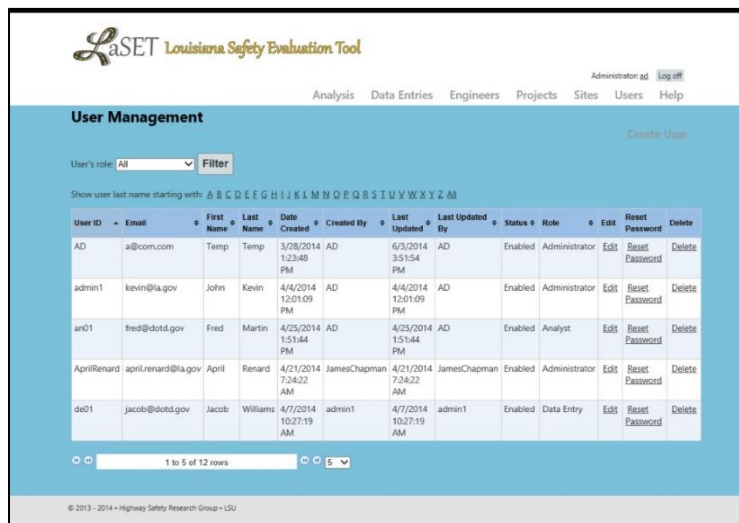 LaSET Louisiana Safety Evaluation Tool
Administrator: ad Log off
Analysis Data Entries Engineers Projects Sites Users Help
User Management
Create User
User's role: All Filter
Show user last name starting with: A B C D E F G H I J K L M N O P Q R S T U V W X Y Z All
User ID Email First Name Last Name Date Created Created By Last Updated Last Updated By Status Role Edit Reset Password Delete
AD a@com.com Temp Temp 3/28/2014 1:23:48 PM AD 6/3/2014 3:51:54 PM AD Enabled Administrator Edit Reset Password Delete
admin1 kevin@la.gov John Kevin 4/4/2014 12:01:09 PM AD 4/4/2014 12:01:09 PM AD Enabled Administrator Edit Reset Password Delete
an01 fred@dotd.gov Fred Martin 4/25/2014 1:51:44 PM AD 4/25/2014 1:51:44 PM AD Enabled Analyst Edit Reset Password Delete
AprilRenard april.renard@la.gov April Renard 4/21/2014 7:24:22 AM JamesChapman 4/21/2014 7:24:22 AM JamesChapman Enabled Administrator Edit Reset Password Delete
de01 jacob@dotd.gov Jacob Williams 4/7/2014 10:27:19 AM admin1 4/7/2014 10:27:19 AM admin1 Enabled Data Entry Edit Reset Password Delete
1 to 5 of 12 rows 5
© 2013 - 2014 • Highway Safety Research Group • LSU